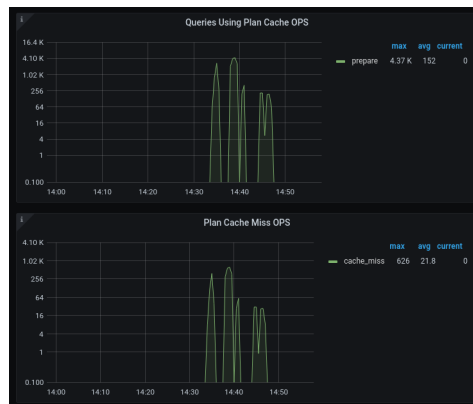 i
Queries Using Plan Cache OPS
16.4 K
4.10 K
1.02 K
256
64
16
4
1
0.100
14:00 14:10 14:20 14:30 14:40 14:50
max avg current
prepare 4.37 K 152 0
i
Plan Cache Miss OPS
4.10 K
1.02 K
256
64
16
4
1
0.100
14:00 14:10 14:20 14:30 14:40 14:50
max avg current
cache_miss 626 21.8 0